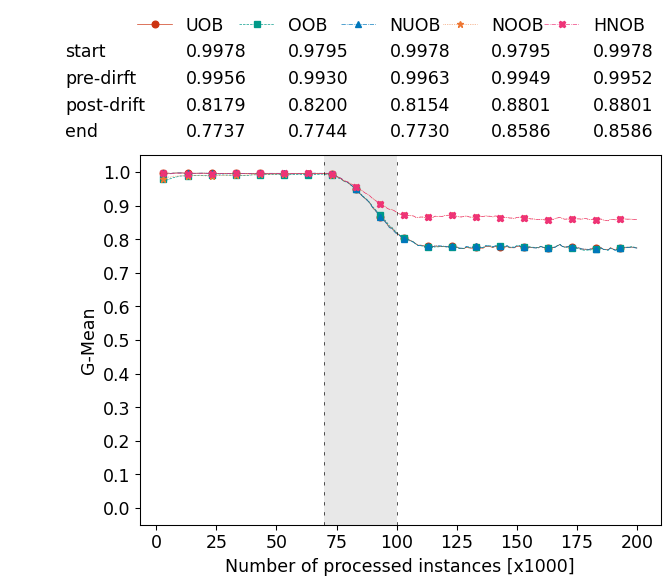 UOB OOB NUOB NOOB HNOB
start 0.9978 0.9795 0.9978 0.9795 0.9978
pre-dirft 0.9956 0.9930 0.9963 0.9949 0.9952
post-drift 0.8179 0.8200 0.8154 0.8801 0.8801
end 0.7737 0.7744 0.7730 0.8586 0.8586
1.0
0.9
0.8
0.7
0.6
0.5
0.4
0.3
0.2
0.1
0.0
G-Mean
0 25 50 75 100 125 150 175 200
Number of processed instances [x1000]